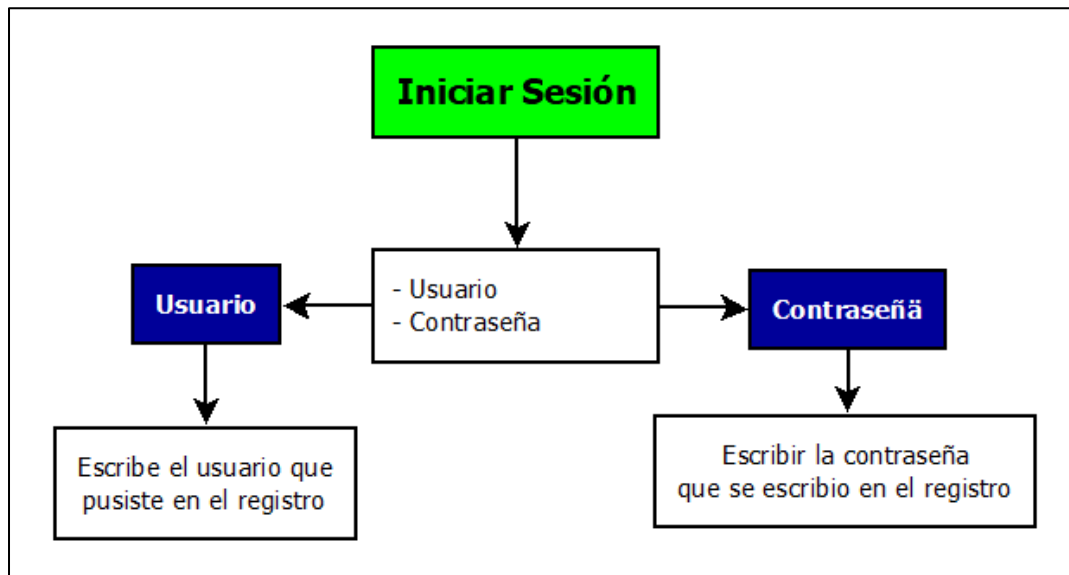 Iniciar Sesión
- Usuario
- Contraseña
Usuario
Contraseñä
Escribe el usuario que
pusiste en el registro
Escribir la contraseña
que se escribio en el registro